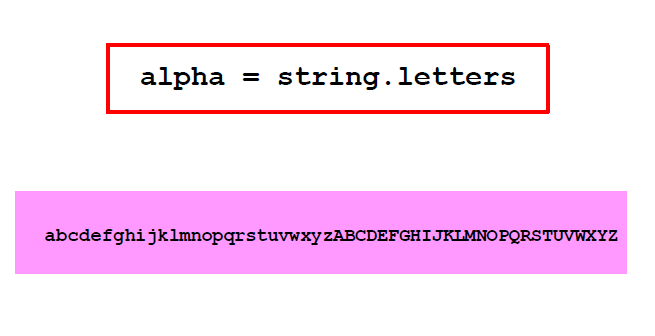 alpha = string.letters
abcdefghijklmnopqrstuvwxyzABCDEFGHIJKLMNOPQRSTUVWXYZ